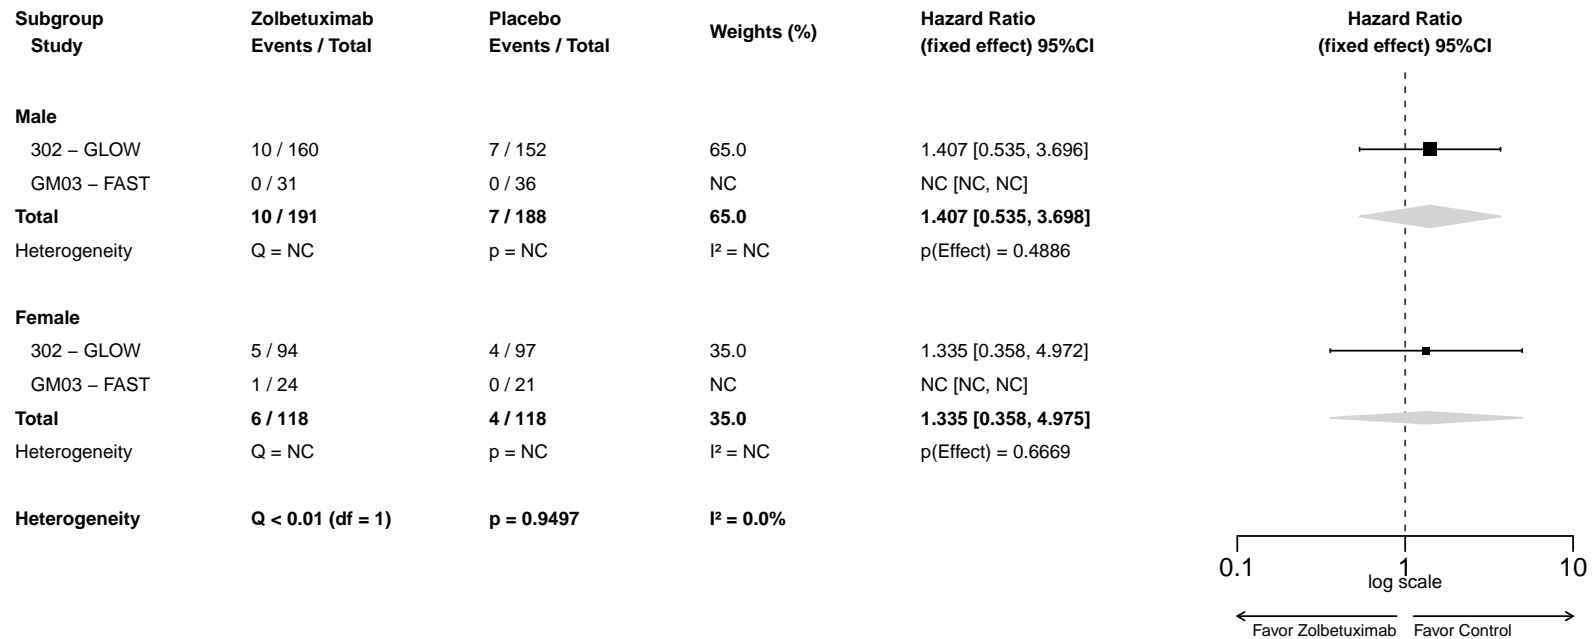 Subgroup Zolbetuximab Placebo Weights (%) Hazard Ratio Hazard Ratio
Study Events / Total Events / Total (fixed effect) 95%CI (fixed effect) 95%CI
Male
302 – GLOW 10 / 160 7 / 152 65.0 1.407 [0.535, 3.696]
GM03 – FAST 0 / 31 0 / 36 NC NC [NC, NC]
Total 10 / 191 7 / 188 65.0 1.407 [0.535, 3.698]
Heterogeneity Q = NC p = NC I² = NC p(Effect) = 0.4886
Female
302 – GLOW 5 / 94 4 / 97 35.0 1.335 [0.358, 4.972]
GM03 – FAST 1 / 24 0 / 21 NC NC [NC, NC]
Total 6 / 118 4 / 118 35.0 1.335 [0.358, 4.975]
Heterogeneity Q = NC p = NC I² = NC p(Effect) = 0.6669
Heterogeneity Q < 0.01 (df = 1) p = 0.9497 I² = 0.0%
0.1 1 10
log scale
Favor Zolbetuximab Favor Control